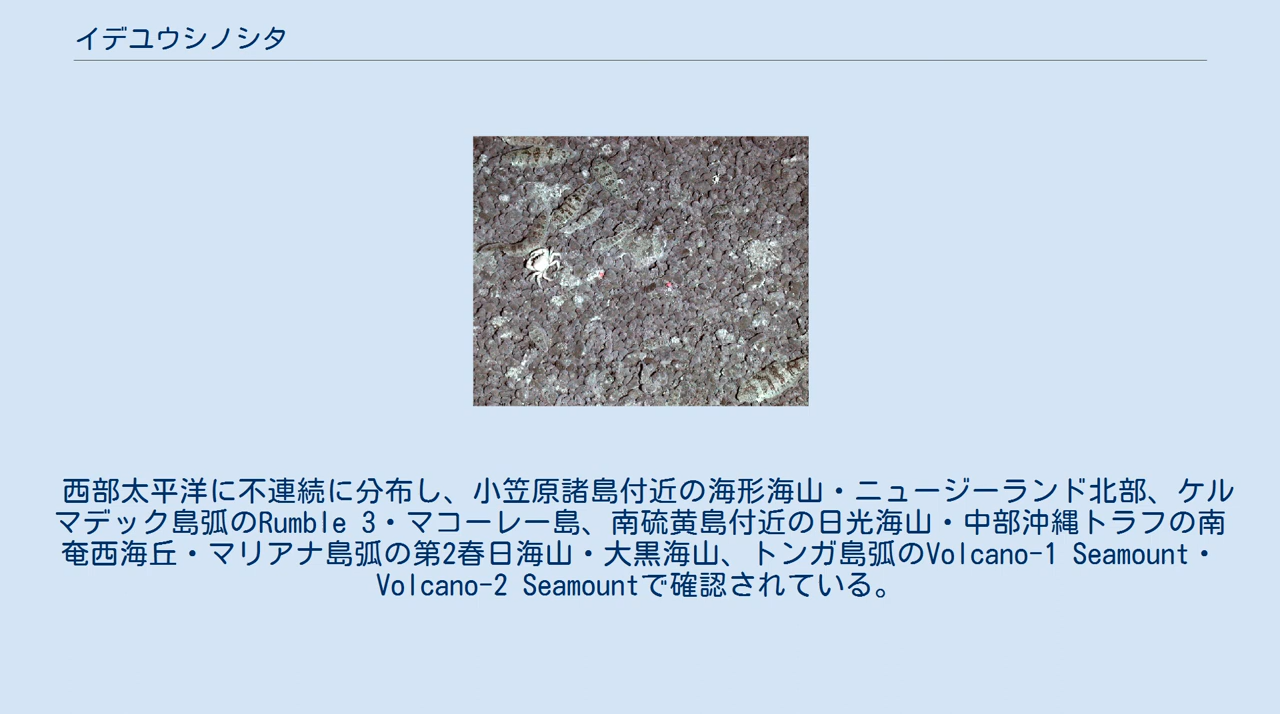 イデユウシノシタ
西部太平洋に不連続に分布し、小笠原諸島付近の海形海山・ニュージーランド北部、ケル
マデック島弧のRumble 3・マコーレー島、南硫黄島付近の日光海山・中部沖縄トラフの南
奄西海丘・マリアナ島弧の第2春日海山・大黒海山、トンガ島弧のVolcano-1 Seamount・
Volcano-2 Seamountで確認されている。